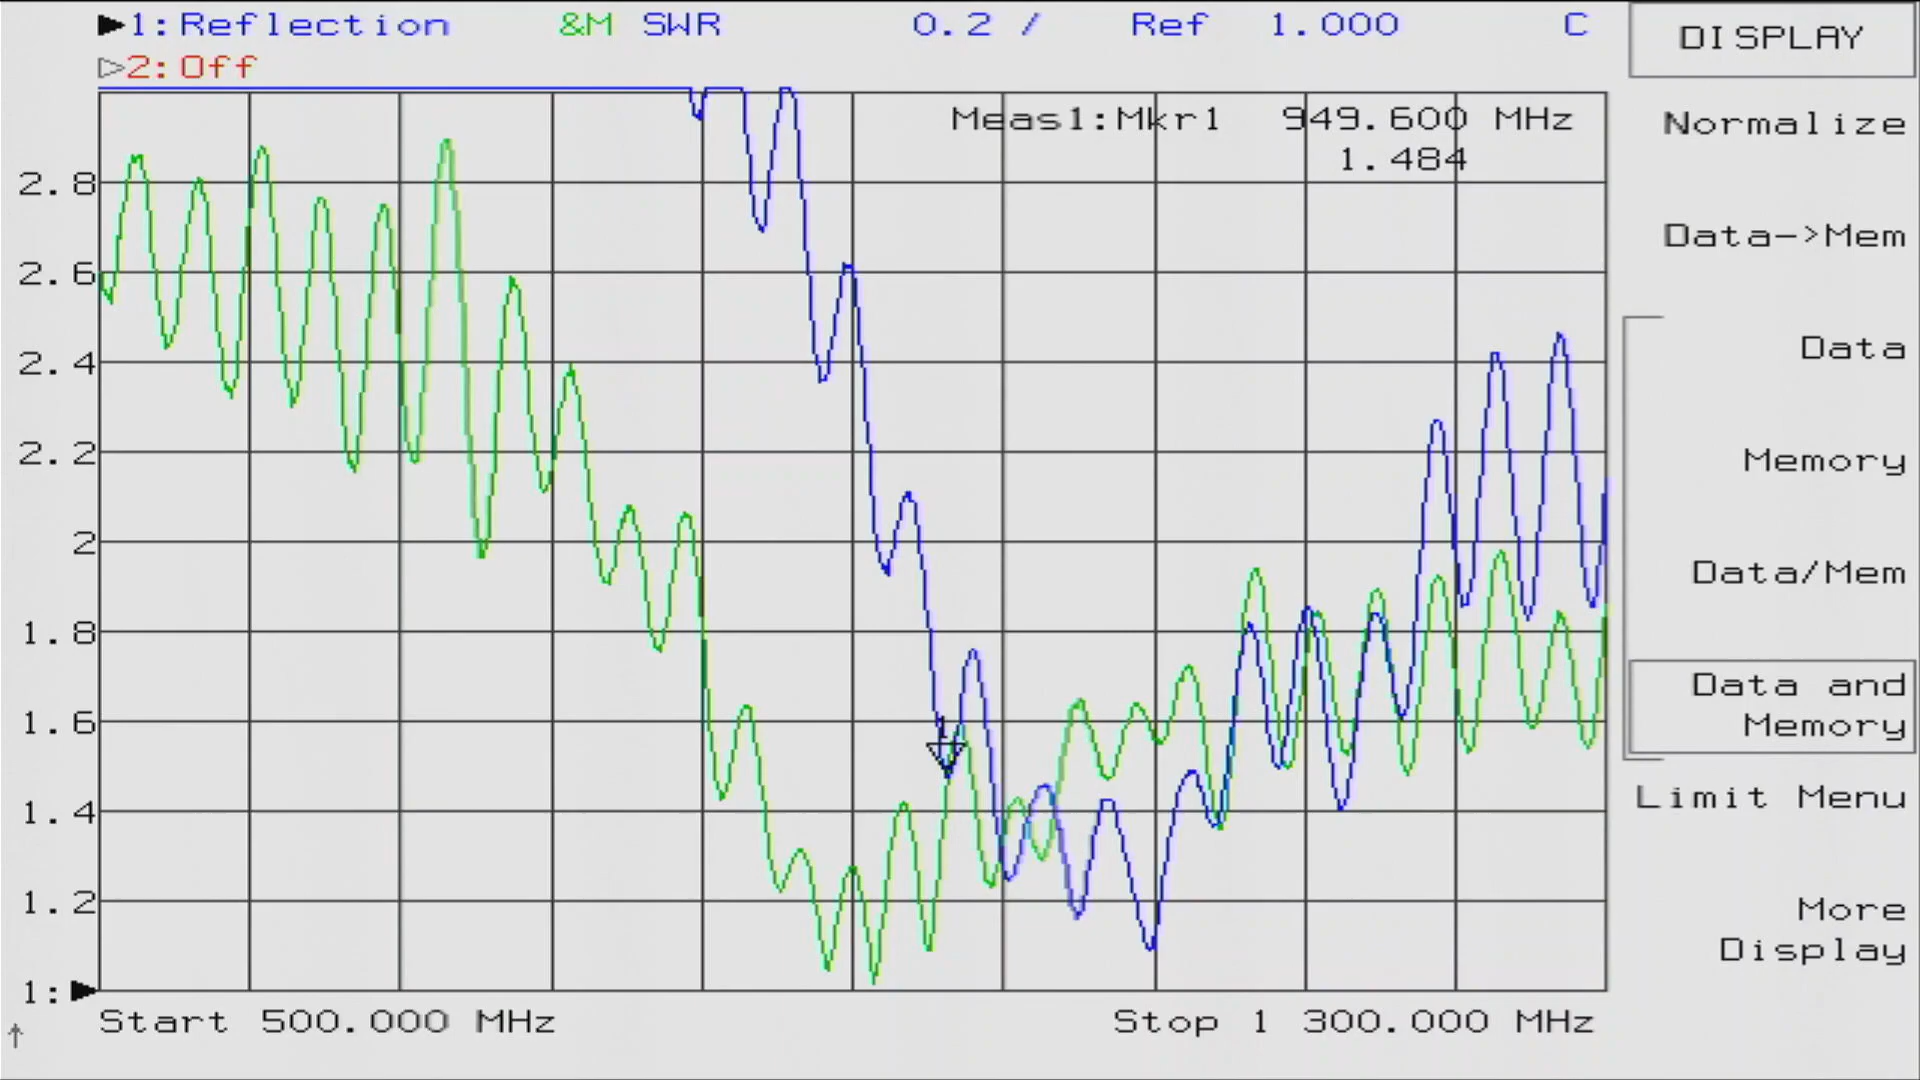 1:Reflection &M SWR 0.2 / Ref 1.000 C
2:Off
Meas1:Mkr1 949.600 MHz
1.484
2.8
2.6
2.4
2.2
2
1.8
1.6
1.4
1.2
1:
1
Start 500.000 MHz Stop 1 300.000 MHz
DISPLAY
Normalize
Data->Mem
Data
Memory
Data/Mem
Data and
Memory
Limit Menu
More
Display